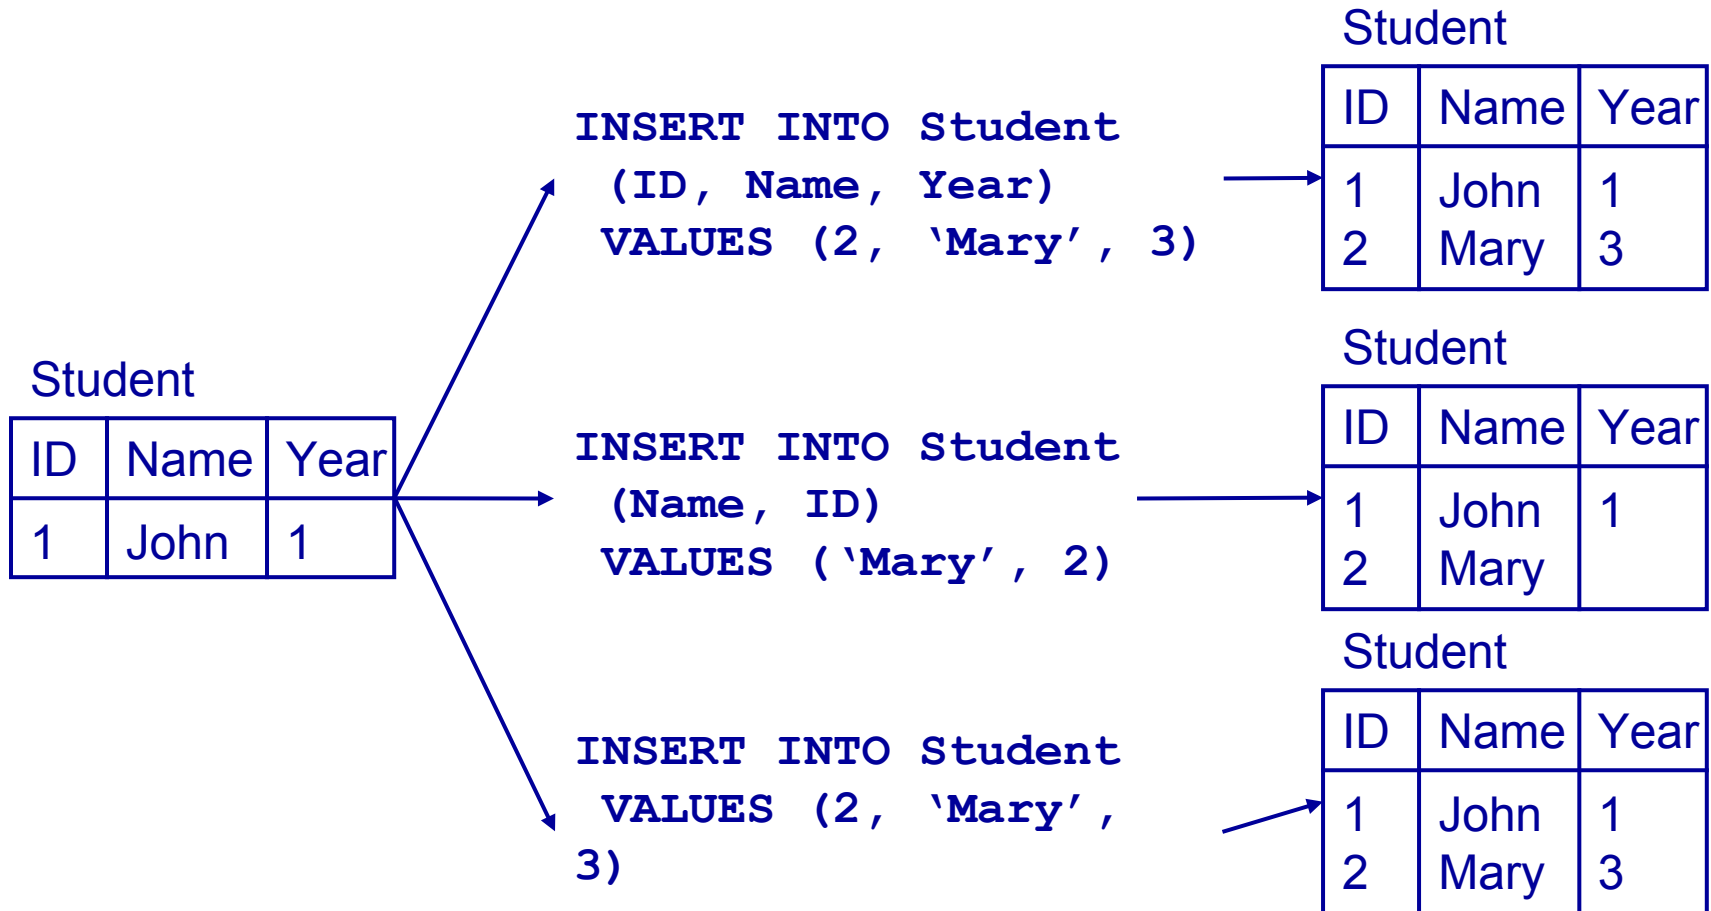 Student
ID Name Year
1 John 1
INSERT INTO Student
(ID, Name, Year)
VALUES (2, ‘Mary’, 3)
Student
ID Name Year
1 John 1
2 Mary 3
INSERT INTO Student
(Name, ID)
VALUES (‘Mary’, 2)
Student
ID Name Year
1 John 1
2 Mary
INSERT INTO Student
VALUES (2, ‘Mary’,
3)
Student
ID Name Year
1 John 1
2 Mary 3